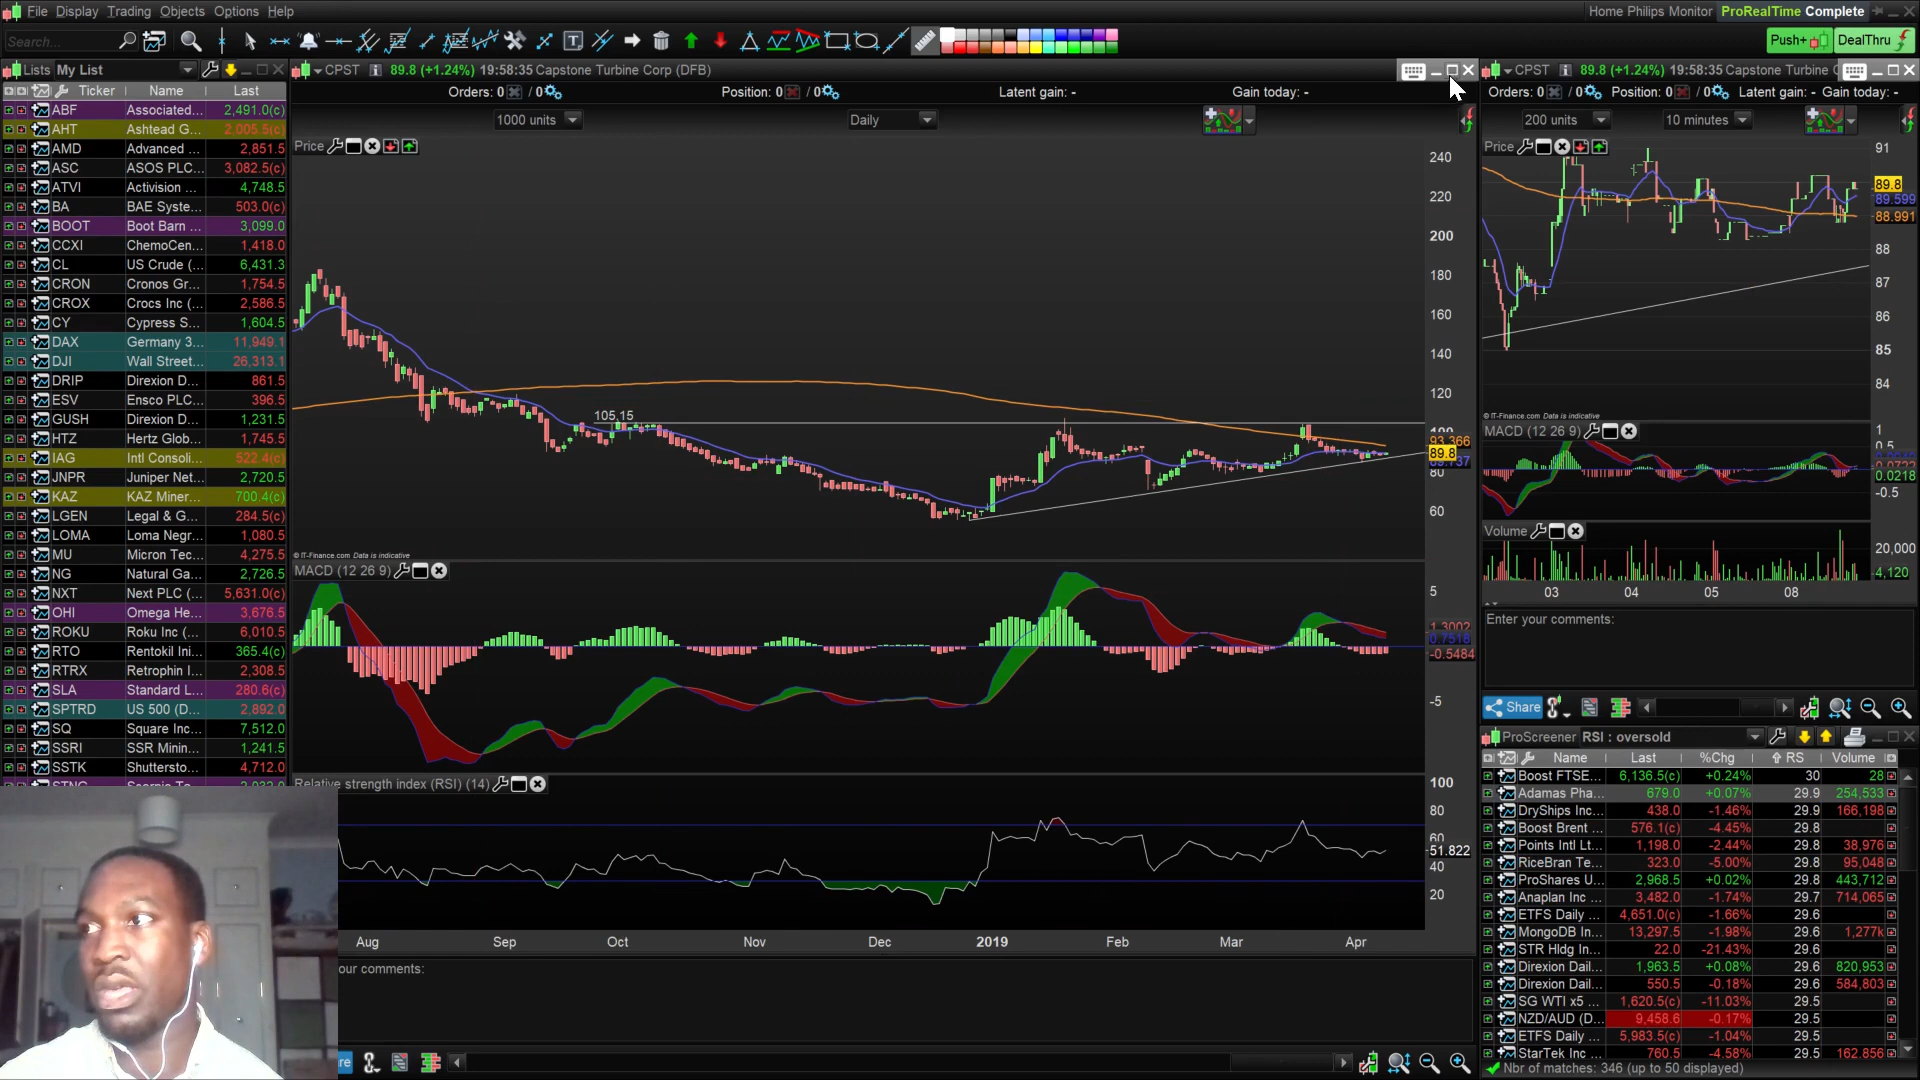 File Display Trading Objects Options Help
Home Philips Monitor ProRealTime Complete
Search...
Push+ DealThru
Lists My List
CPST 89.8 (+1.24%) 19:58:35 Capstone Turbine Corp (DFB)
CPST 89.8 (+1.24%) 19:58:35 Capstone Turbine C
Orders: 0 / 0 Position: 0 / 0 Latent gain: - Gain today: -
Orders: 0 / 0 Position: 0 / 0 Latent gain: - Gain today: -
1000 units Daily
200 units 10 minutes
Ticker Name Last
ABF Associated... 2,491.0(c)
AHT Ashtead G... 2,005.5(c)
AMD Advanced ... 2,851.5
ASC ASOS PLC... 3,082.5(c)
ATVI Activision ... 4,748.5
BA BAE Syste... 503.0(c)
BOOT Boot Barn ... 3,099.0
CCXI ChemoCen... 1,418.0
CL US Crude (... 6,431.3
CRON Cronos Gr... 1,754.5
CROX Crocs Inc (... 2,586.5
CY Cypress S... 1,604.5
DAX Germany 3... 11,949.1
DJI Wall Street... 26,313.1
DRIP Direxion D... 861.5
ESV Ensco PLC... 396.5
GUSH Direxion D... 1,231.5
HTZ Hertz Glob... 1,745.5
IAG Intl Consoli... 522.4(c)
JNPR Juniper Net... 2,720.5
KAZ KAZ Miner... 700.4(c)
LGEN Legal & G... 284.5(c)
LOMA Loma Negr... 1,080.5
MU Micron Tec... 4,275.5
NG Natural Ga... 2,726.5
NXT Next PLC (... 5,631.0(c)
OHI Omega He... 3,676.5
ROKU Roku Inc (... 6,010.5
RTO Rentokil Ini... 365.4(c)
RTRX Retrophin I... 2,308.5
SLA Standard L... 280.6(c)
SPTRD US 500 (D... 2,892.0
SQ Square Inc... 7,512.0
SSRI SSR Minin... 1,241.5
SSTK Shuttersto... 4,712.0
Price
240
220
200
180
160
140
120
105.15
93.366
89.8
80
60
© IT-Finance.com Data is indicative
MACD (12 26 9)
5
1.3002
0.7518
-0.5484
-5
Relative strength index (RSI) (14)
100
80
60
51.822
40
20
Aug Sep Oct Nov Dec 2019 Feb Mar Apr
our comments:
Price
91
89.8
89.599
88.991
88
87
86
85
84
© IT-Finance.com Data is indicative
MACD (12 26 9)
1
0.5
0.0218
-0.5
Volume
20,000
4,120
03 04 05 08
Enter your comments:
Share
ProScreener RSI : oversold
Name Last %Chg RS Volume
Boost FTSE... 6,136.5(c) +0.24% 30 28
Adamas Pha... 679.0 +0.07% 29.9 254,533
DryShips Inc... 438.0 -1.46% 29.9 166,198
Boost Brent ... 576.1(c) -4.45% 29.8
Points Intl Lt... 1,198.0 -2.44% 29.8 38,976
RiceBran Te... 323.0 -5.00% 29.8 95,048
ProShares U... 2,968.5 +0.02% 29.8 443,712
Anaplan Inc ... 3,482.0 -1.74% 29.7 714,065
ETFS Daily ... 4,651.0(c) -1.66% 29.6
MongoDB In... 13,297.5 -1.98% 29.6 1,277k
STR Hldg In... 22.0 -21.43% 29.6
Direxion Dail... 1,963.5 +0.08% 29.6 820,953
Direxion Dail... 550.5 -0.18% 29.6 584,803
SG WTI x5 ... 1,620.5(c) -11.03% 29.5
NZD/AUD (D... 9,458.6 -0.17% 29.5
ETFS Daily ... 5,983.5(c) -1.04% 29.5
StarTek Inc ... 760.5 -4.58% 29.5 162,856
Nbr of matches: 346 (up to 50 displayed)